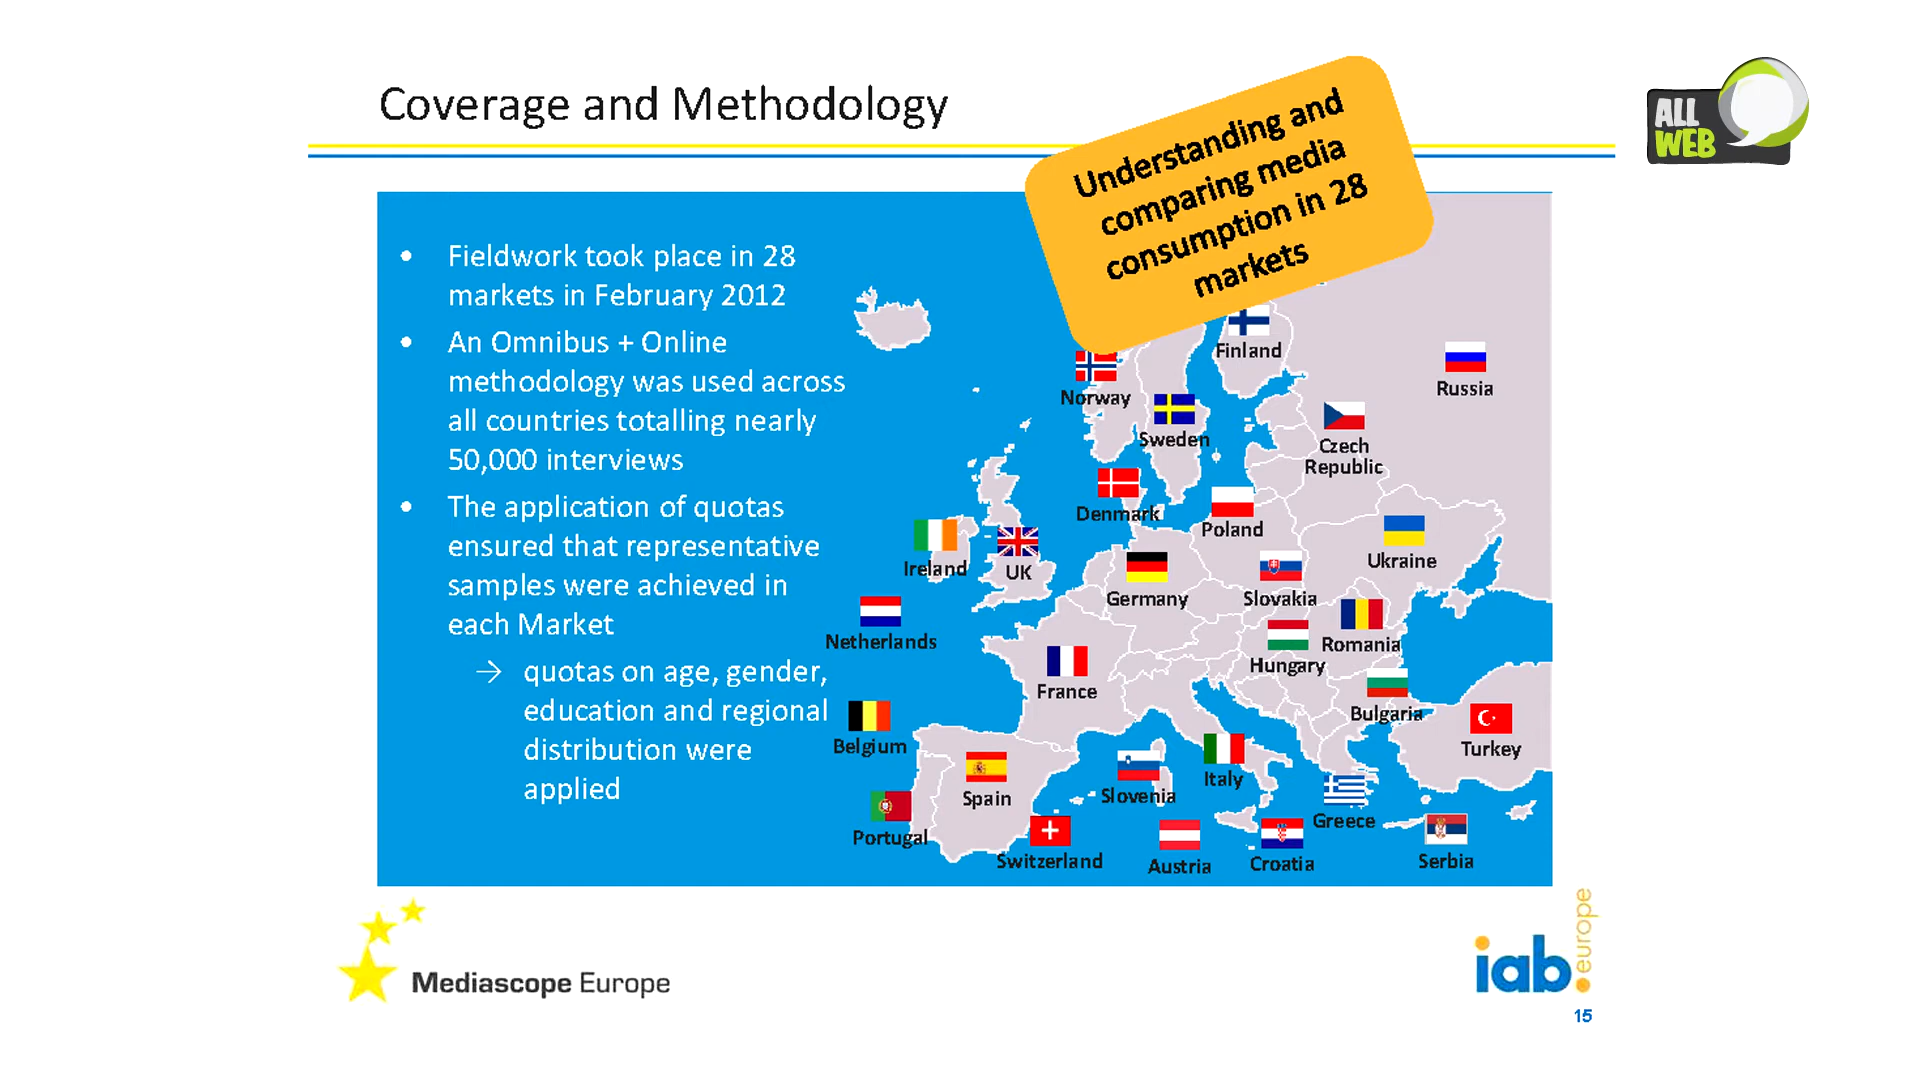 Coverage and Methodology
ALL
WEB
Understanding and
comparing media
consumption in 28
markets
• Fieldwork took place in 28
markets in February 2012
• An Omnibus + Online
methodology was used across
all countries totalling nearly
50,000 interviews
• The application of quotas
ensured that representative
samples were achieved in
each Market
→ quotas on age, gender,
education and regional
distribution were
applied
Finland
Russia
Norway
Sweden
Czech
Republic
Denmark
Poland
Ukraine
Ireland
UK
Germany
Slovakia
Netherlands
Romania
Hungary
France
Bulgaria
Belgium
Turkey
Spain
Slovenia
Italy
Greece
Portugal
Switzerland
Austria
Croatia
Serbia
Mediascope Europe
iab.europe
15